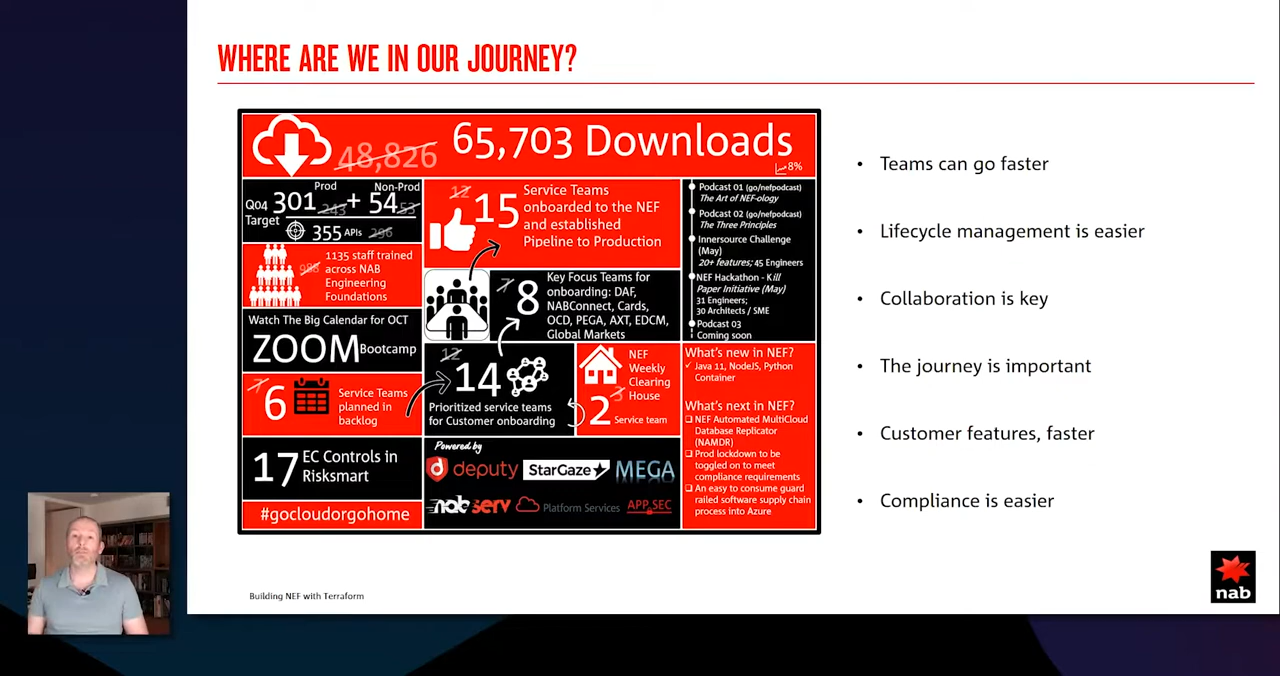 WHERE ARE WE IN OUR JOURNEY?
48,826
65,703 Downloads
8%
Prod
Non-Prod
Q04
Target
301
243
+
54
53
355 APIs
296
988
1135 staff trained
across NAB
Engineering
Foundations
Watch The Big Calendar for OCT
ZOOM Bootcamp
7
6
Service Teams
planned in
backlog
17
EC Controls in
Risksmart
#gocloudorgohome
12
15
Service Teams
onboarded to the NEF
and established
Pipeline to Production
7
8
Key Focus Teams for
onboarding: DAF,
NABConnect, Cards,
OCD, PEGA, AXT, EDCM,
Global Markets
12
14
Prioritized service teams
for Customer onboarding
NEF
Weekly
Clearing
House
3
2 Service team
Powered by
deputy
StarGaze
MEGA
nab serv
Platform Services
APP SEC
Podcast 01 (go/nefpodcast)
The Art of NEF-ology
Podcast 02 (go/nefpodcast)
The Three Principles
Innersource Challenge
(May)
20+ features; 45 Engineers
NEF Hackathon - Kill
Paper Initiative (May)
31 Engineers;
30 Architects / SME
Podcast 03
Coming soon
What's new in NEF?
✓ Java 11, NodeJS, Python
Container
What's next in NEF?
❑ NEF Automated MultiCloud
Database Replicator
(NAMDR)
❑ Prod lockdown to be
toggled on to meet
compliance requirements
❑ An easy to consume guard
railed software supply chain
process into Azure
• Teams can go faster
• Lifecycle management is easier
• Collaboration is key
• The journey is important
• Customer features, faster
• Compliance is easier
Building NEF with Terraform
nab